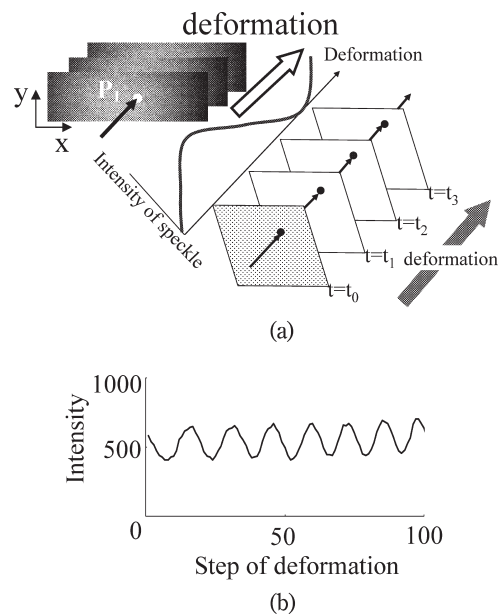 deformation
Deformation
P1
y
x
Intensity of speckle
t=t3
t=t2
t=t1
deformation
t=t0
(a)
1000
500
0
Intensity
50
100
Step of deformation
(b)